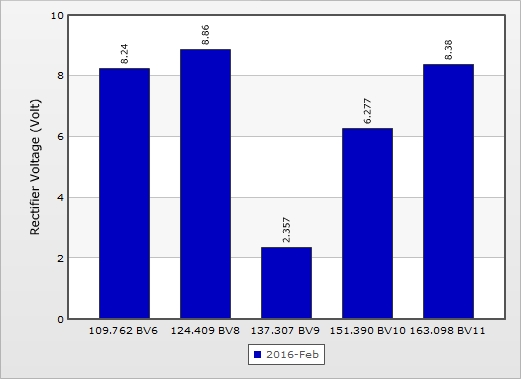 10
8
6
4
2
0
Rectifier Voltage (Volt)
8.24
8.86
2.357
6.277
8.38
109.762 BV6
124.409 BV8
137.307 BV9
151.390 BV10
163.098 BV11
2016-Feb